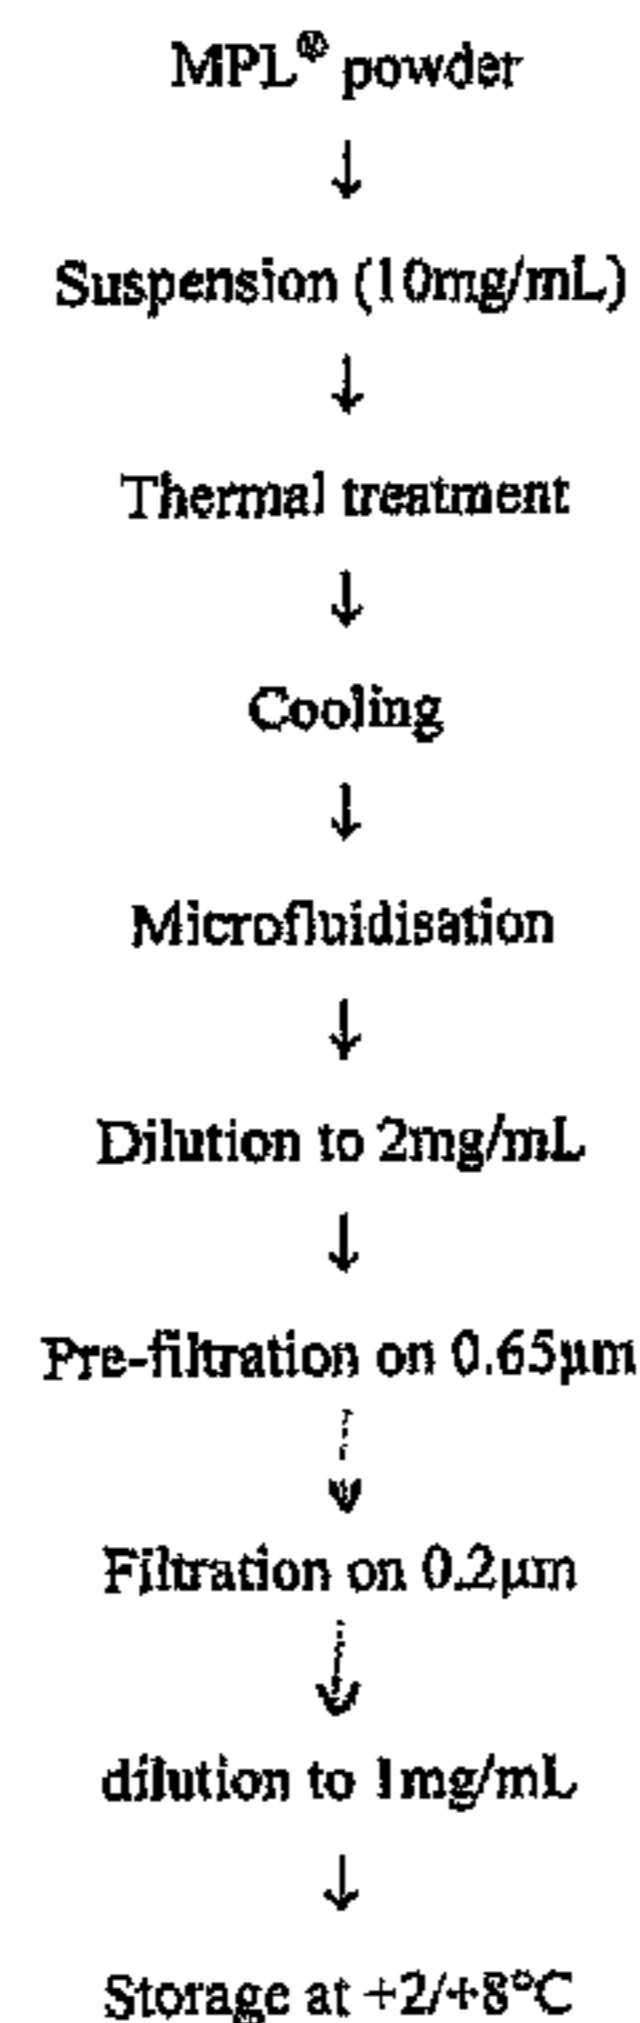 MPL® powder
↓
Suspension (10mg/mL)
↓
Thermal treatment
↓
Cooling
↓
Microfluidisation
↓
Dilution to 2mg/mL
↓
Pre-filtration on 0.65µm
↓
Filtration on 0.2µm
↓
dilution to 1mg/mL
↓
Storage at +2/+8°C